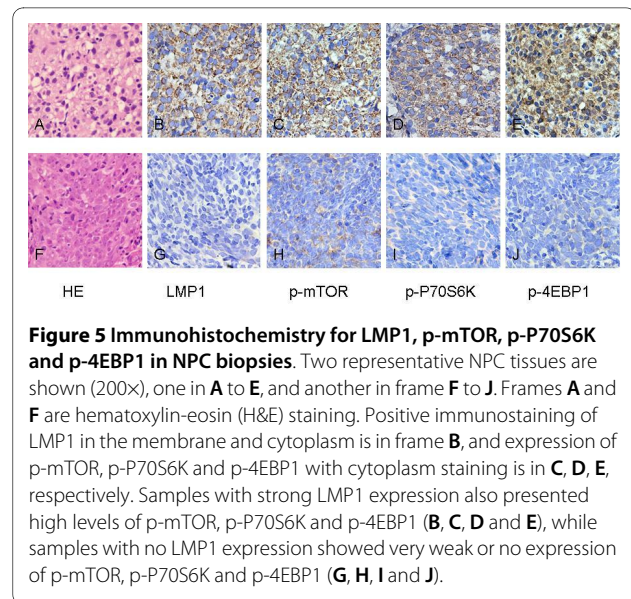 A B C D E
F G H I J
HE LMP1 p-mTOR p-P70S6K p-4EBP1
Figure 5 Immunohistochemistry for LMP1, p-mTOR, p-P70S6K
and p-4EBP1 in NPC biopsies. Two representative NPC tissues are
shown (200×), one in A to E, and another in frame F to J. Frames A and
F are hematoxylin-eosin (H&E) staining. Positive immunostaining of
LMP1 in the membrane and cytoplasm is in frame B, and expression of
p-mTOR, p-P70S6K and p-4EBP1 with cytoplasm staining is in C, D, E,
respectively. Samples with strong LMP1 expression also presented
high levels of p-mTOR, p-P70S6K and p-4EBP1 (B, C, D and E), while
samples with no LMP1 expression showed very weak or no expression
of p-mTOR, p-P70S6K and p-4EBP1 (G, H, I and J).